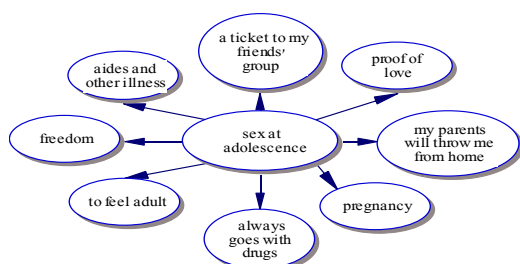 a ticket to my
friends'
group
aides and
other illness
proof of
love
freedom
sex at
adolescence
my parents
will throw me
from home
to feel adult
always
goes with
drugs
pregnancy